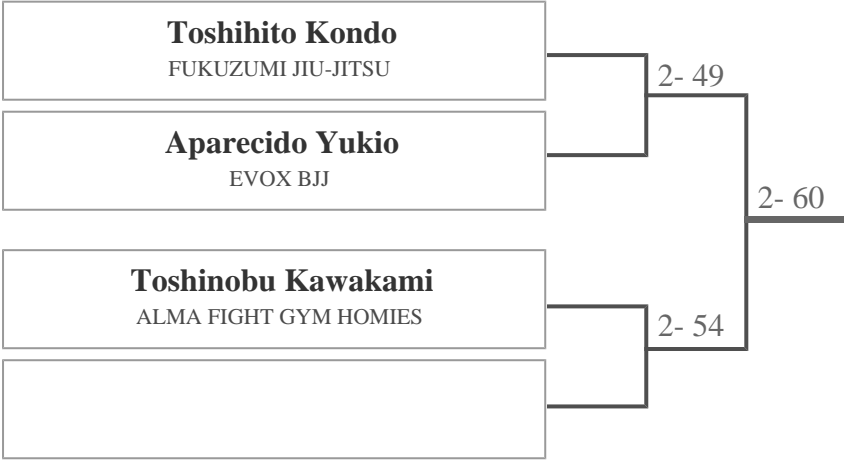 Toshihito Kondo
FUKUZUMI JIU-JITSU
2- 49
Aparecido Yukio
EVOX BJJ
2- 60
Toshinobu Kawakami
ALMA FIGHT GYM HOMIES
2- 54